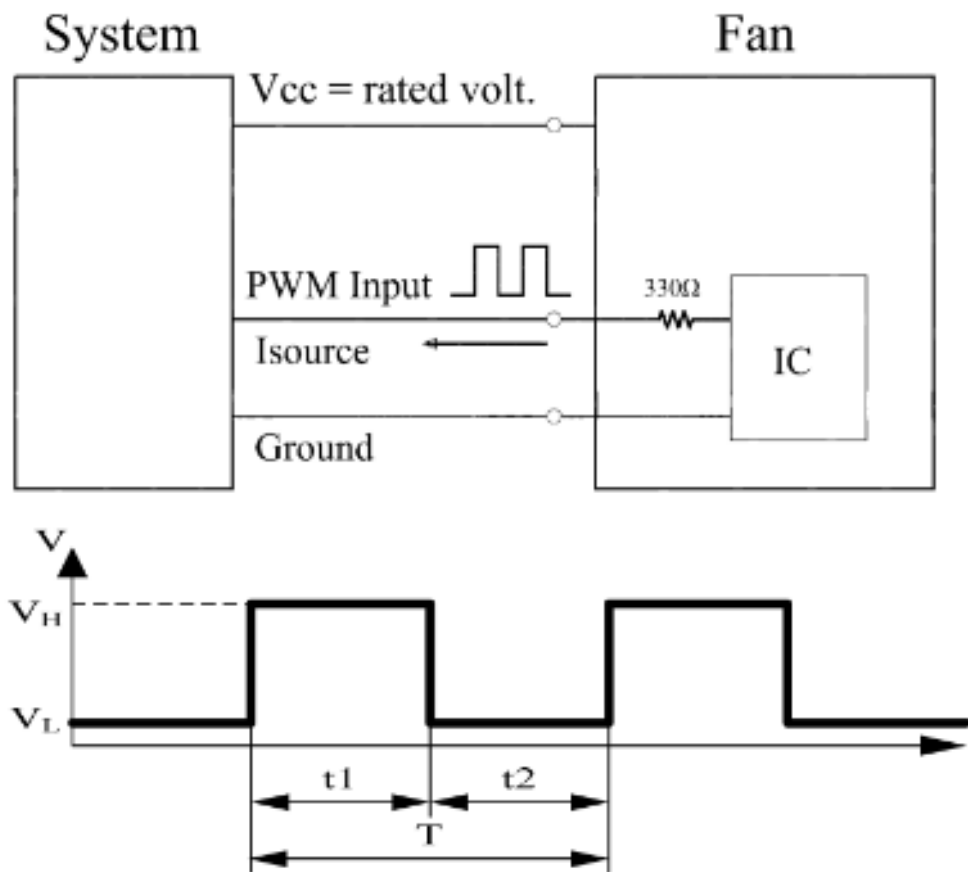 System
Fan
Vcc = rated volt.
PWM Input
330Ω
Isource
IC
Ground
V
VH
VL
t1
t2
T